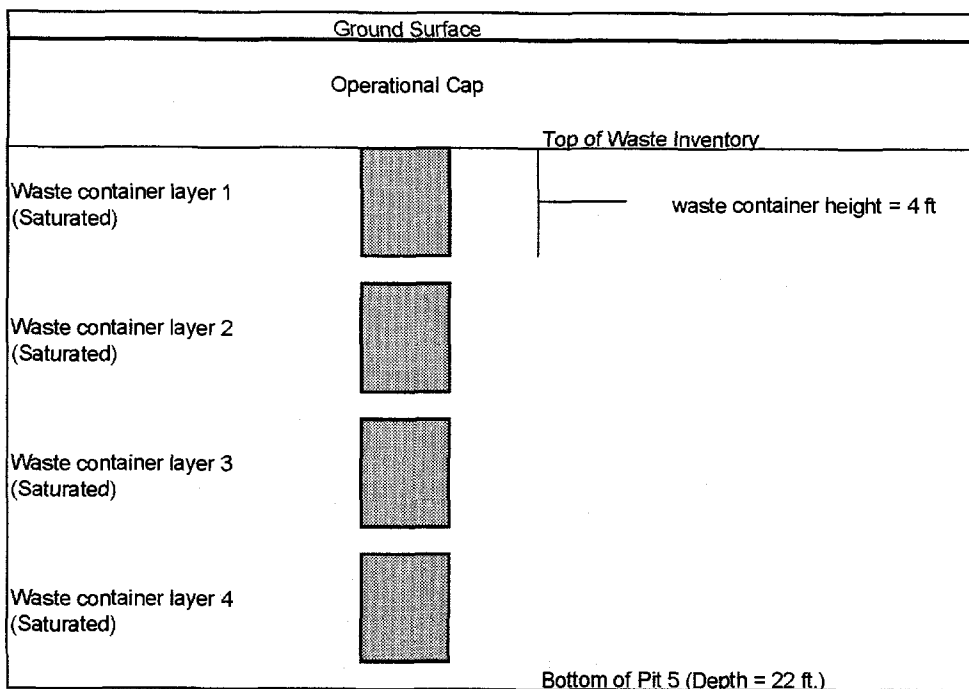 Ground Surface
Operational Cap
Top of Waste Inventory
Waste container layer 1
(Saturated)
waste container height = 4 ft
Waste container layer 2
(Saturated)
Waste container layer 3
(Saturated)
Waste container layer 4
(Saturated)
Bottom of Pit 5 (Depth = 22 ft.)